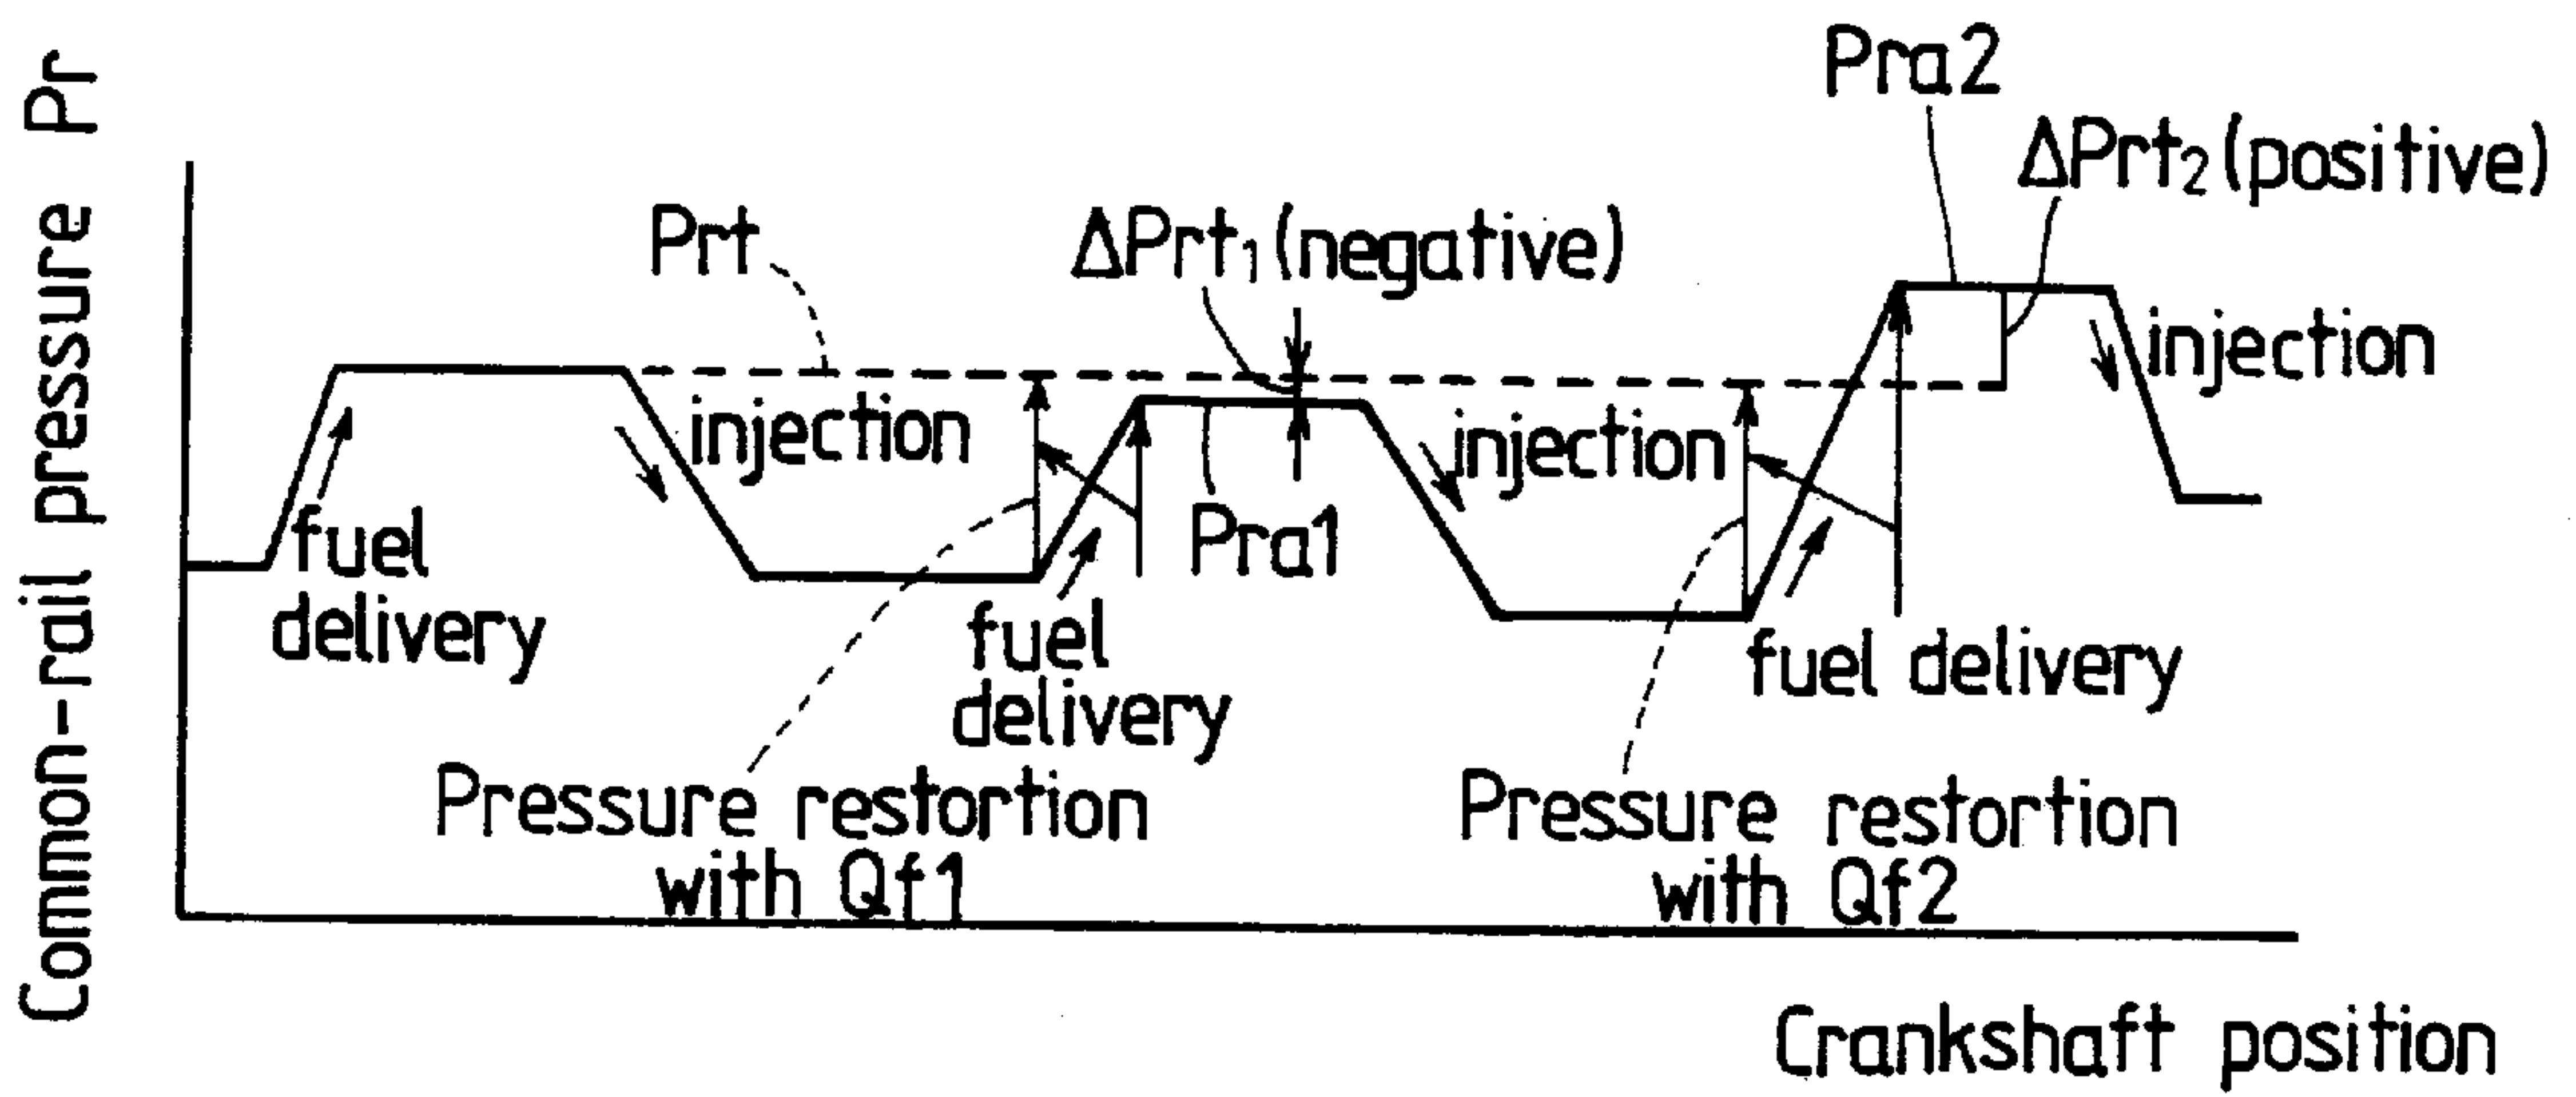 Common-rail pressure Pr
Pra2
ΔPrt₂ (positive)
Prt
ΔPrt₁ (negative)
injection
injection
injection
fuel
delivery
Pra1
fuel
delivery
fuel delivery
Pressure restortion
with Qf1
Pressure restortion
with Qf2
Crankshaft position